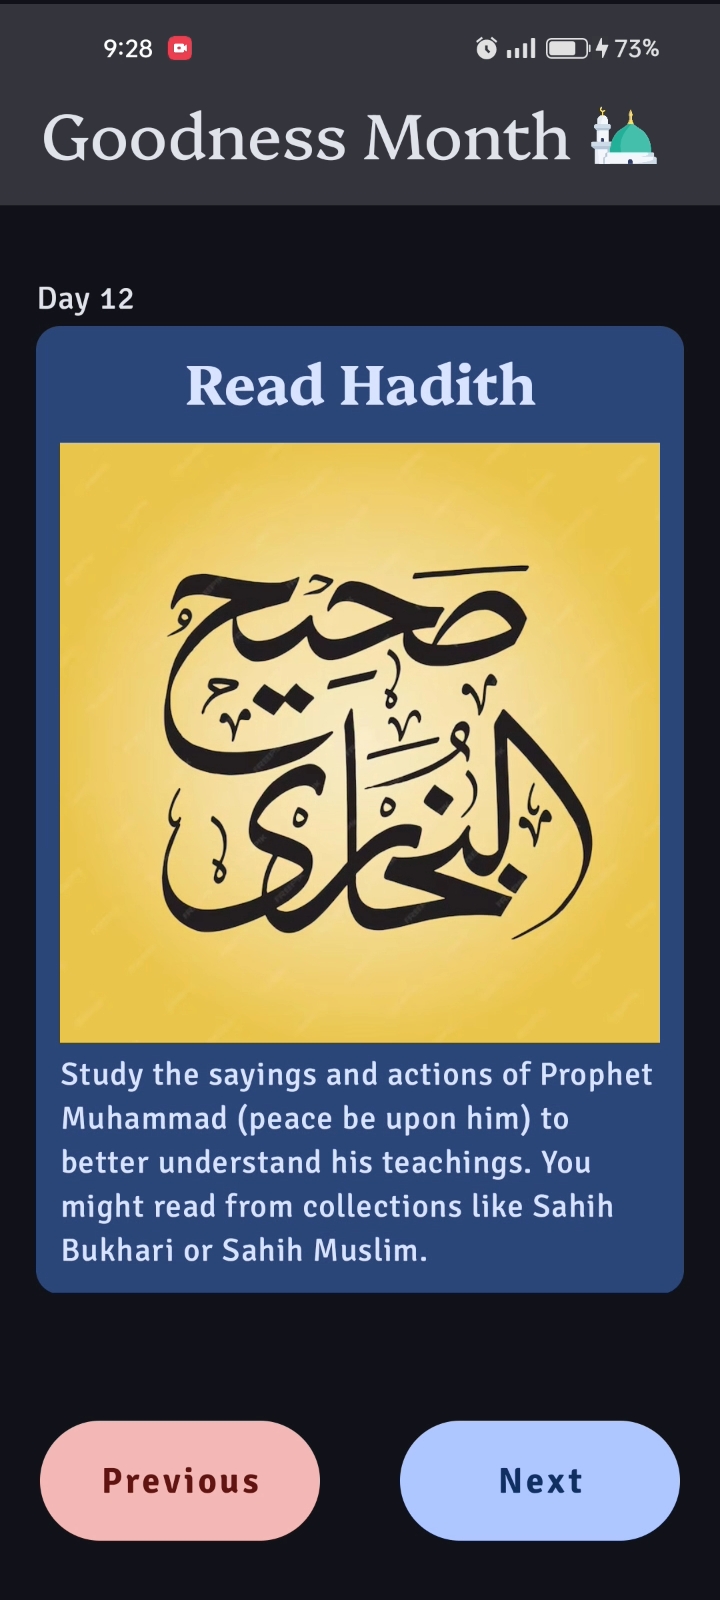 9:28
73%
Goodness Month
Day 12
Read Hadith
صَحِيْح
البُخَارِى
Study the sayings and actions of Prophet
Muhammad (peace be upon him) to
better understand his teachings. You
might read from collections like Sahih
Bukhari or Sahih Muslim.
Previous
Next